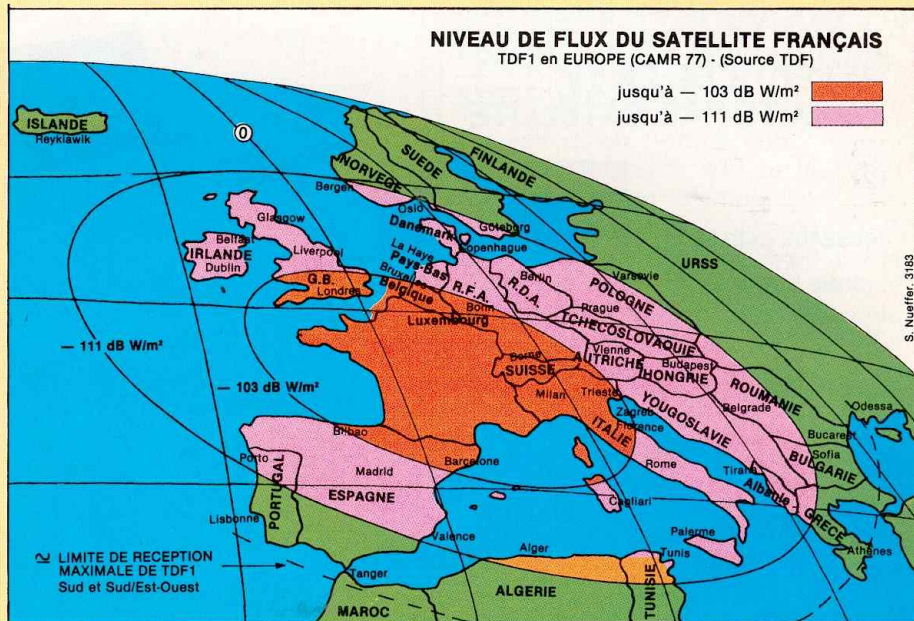 NIVEAU DE FLUX DU SATELLITE FRANÇAIS
TDF1 en EUROPE (CAMR 77) - (Source TDF)
jusqu'à — 103 dB W/m²
jusqu'à — 111 dB W/m²
ISLANDE
Reykiawik
0
NORVEGE
SUEDE
FINLANDE
Bergen
Oslo
Göteburg
Danemark
Copenhague
Glasgow
Belfast
IRLANDE
Dublin
Liverpool
G.B.
Londres
La Haye
Pays-Bas
Bruxelles
Belgique
R.F.A.
Bonn
Luxembourg
Berlin
R.D.A.
Varsovie
POLOGNE
URSS
Prague
TCHECOSLOVAQUIE
S. Nueffer. 3183
— 111 dB W/m²
— 103 dB W/m²
Berne
SUISSE
Vienne
AUTRICHE
Budapest
HONGRIE
ROUMANIE
Milan
Trieste
Zagreb
Florence
ITALIE
YOUGOSLAVIE
Belgrade
Odessa
Bucarest
Sofia
BULGARIE
Bilbao
Porto
PORTUGAL
Madrid
ESPAGNE
Barcelone
Rome
Tirana
Albanie
GRECE
Cagliari
Lisbonne
Valence
Alger
Palerme
Tunis
Athènes
LIMITE DE RECEPTION
MAXIMALE DE TDF1
Sud et Sud/Est-Ouest
Tanger
MAROC
ALGERIE
TUNISIE